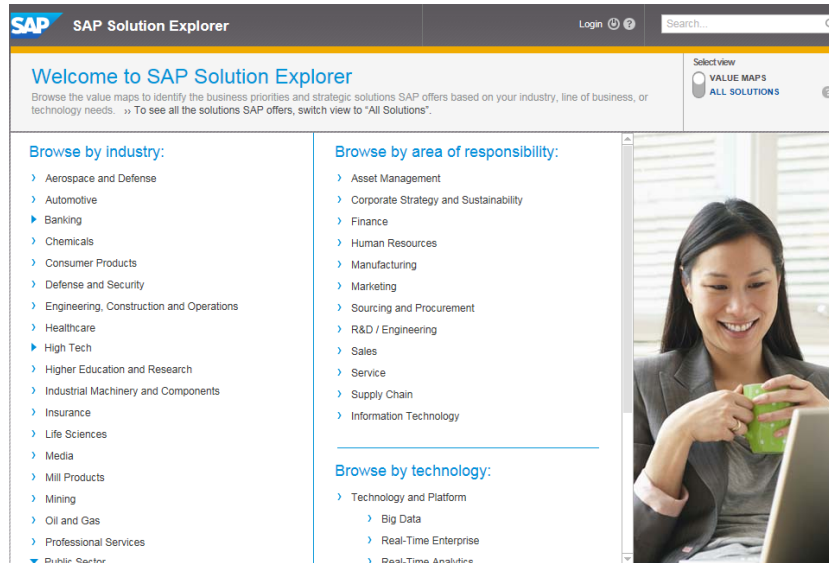 SAP SAP Solution Explorer
Login
Search...
Welcome to SAP Solution Explorer
Browse the value maps to identify the business priorities and strategic solutions SAP offers based on your industry, line of business, or
technology needs. ›› To see all the solutions SAP offers, switch view to "All Solutions".
Select view
VALUE MAPS
ALL SOLUTIONS
Browse by industry:
Aerospace and Defense
Automotive
Banking
Chemicals
Consumer Products
Defense and Security
Engineering, Construction and Operations
Healthcare
High Tech
Higher Education and Research
Industrial Machinery and Components
Insurance
Life Sciences
Media
Mill Products
Mining
Oil and Gas
Professional Services
Public Sector
Browse by area of responsibility:
Asset Management
Corporate Strategy and Sustainability
Finance
Human Resources
Manufacturing
Marketing
Sourcing and Procurement
R&D / Engineering
Sales
Service
Supply Chain
Information Technology
Browse by technology:
Technology and Platform
Big Data
Real-Time Enterprise
Real-Time Analytics